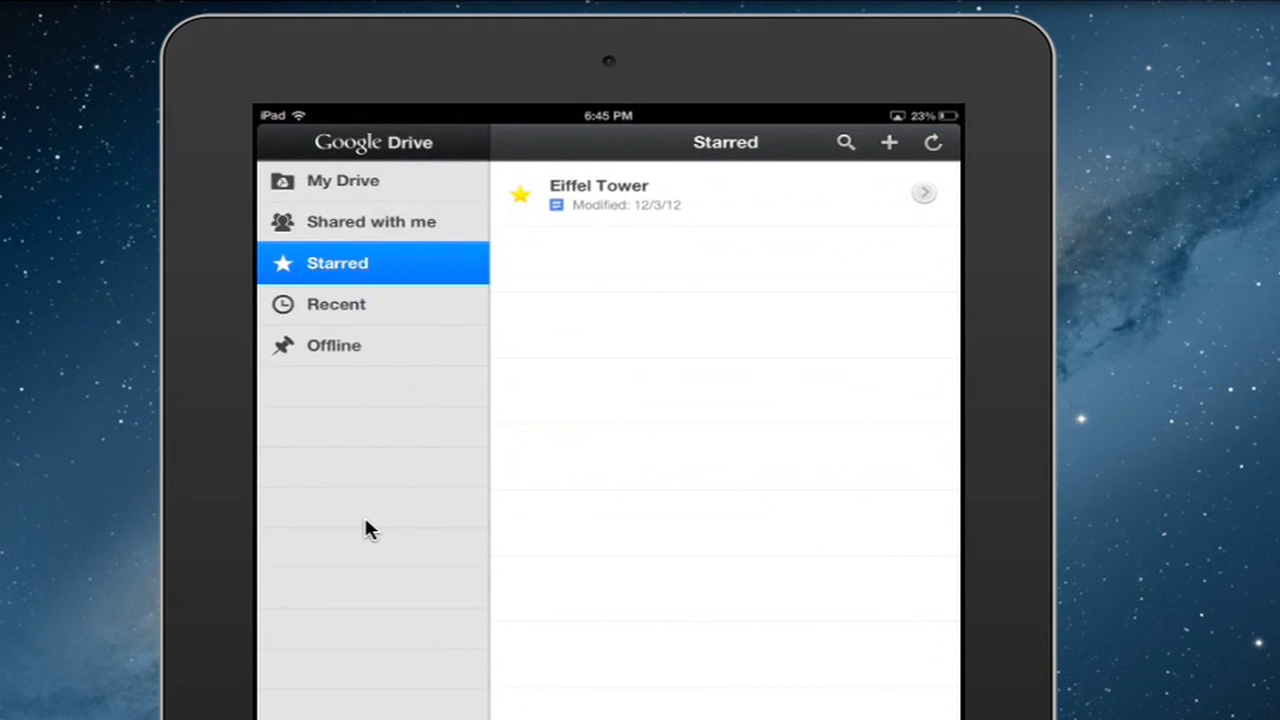 iPad 6:45 PM 23%
Google Drive
Starred
My Drive
Shared with me
Starred
Recent
Offline
Eiffel Tower
Modified: 12/3/12